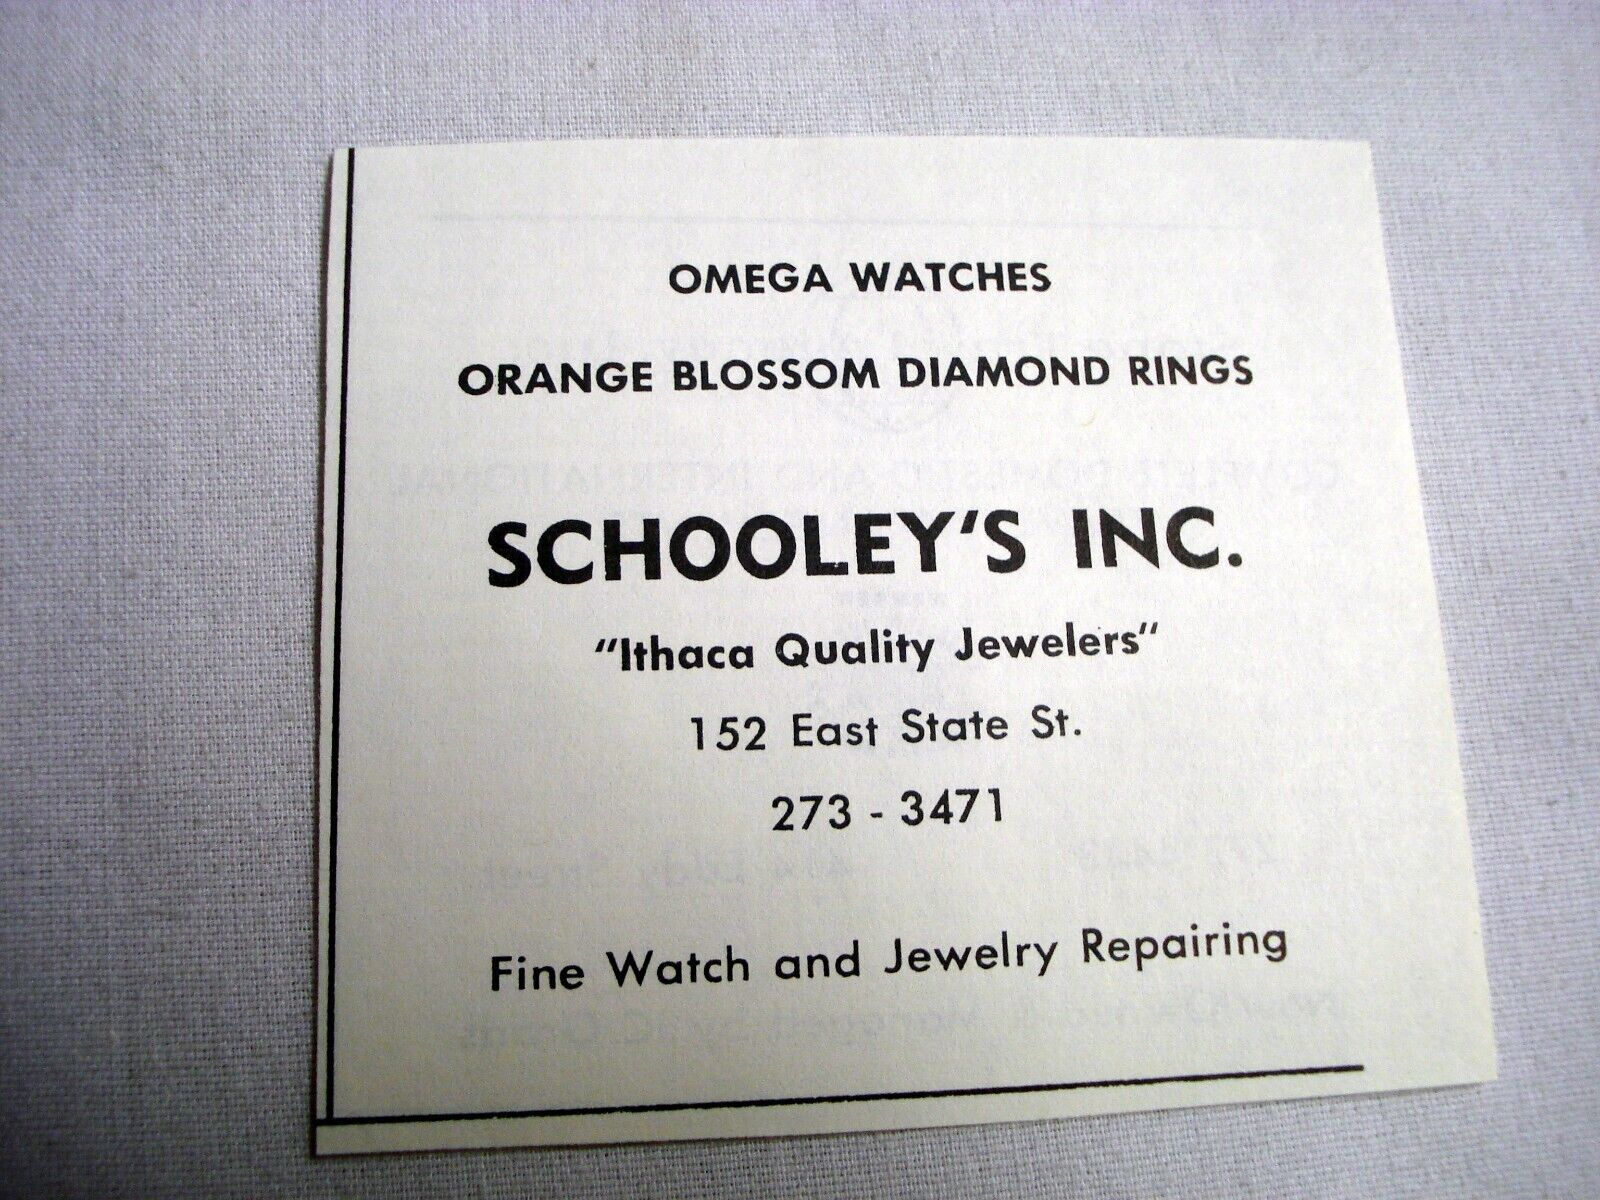 OMEGA WATCHES
ORANGE BLOSSOM DIAMOND RINGS
SCHOOLEY'S INC.
"Ithaca Quality Jewelers"
152 East State St.
273 - 3471
Fine Watch and Jewelry Repairing